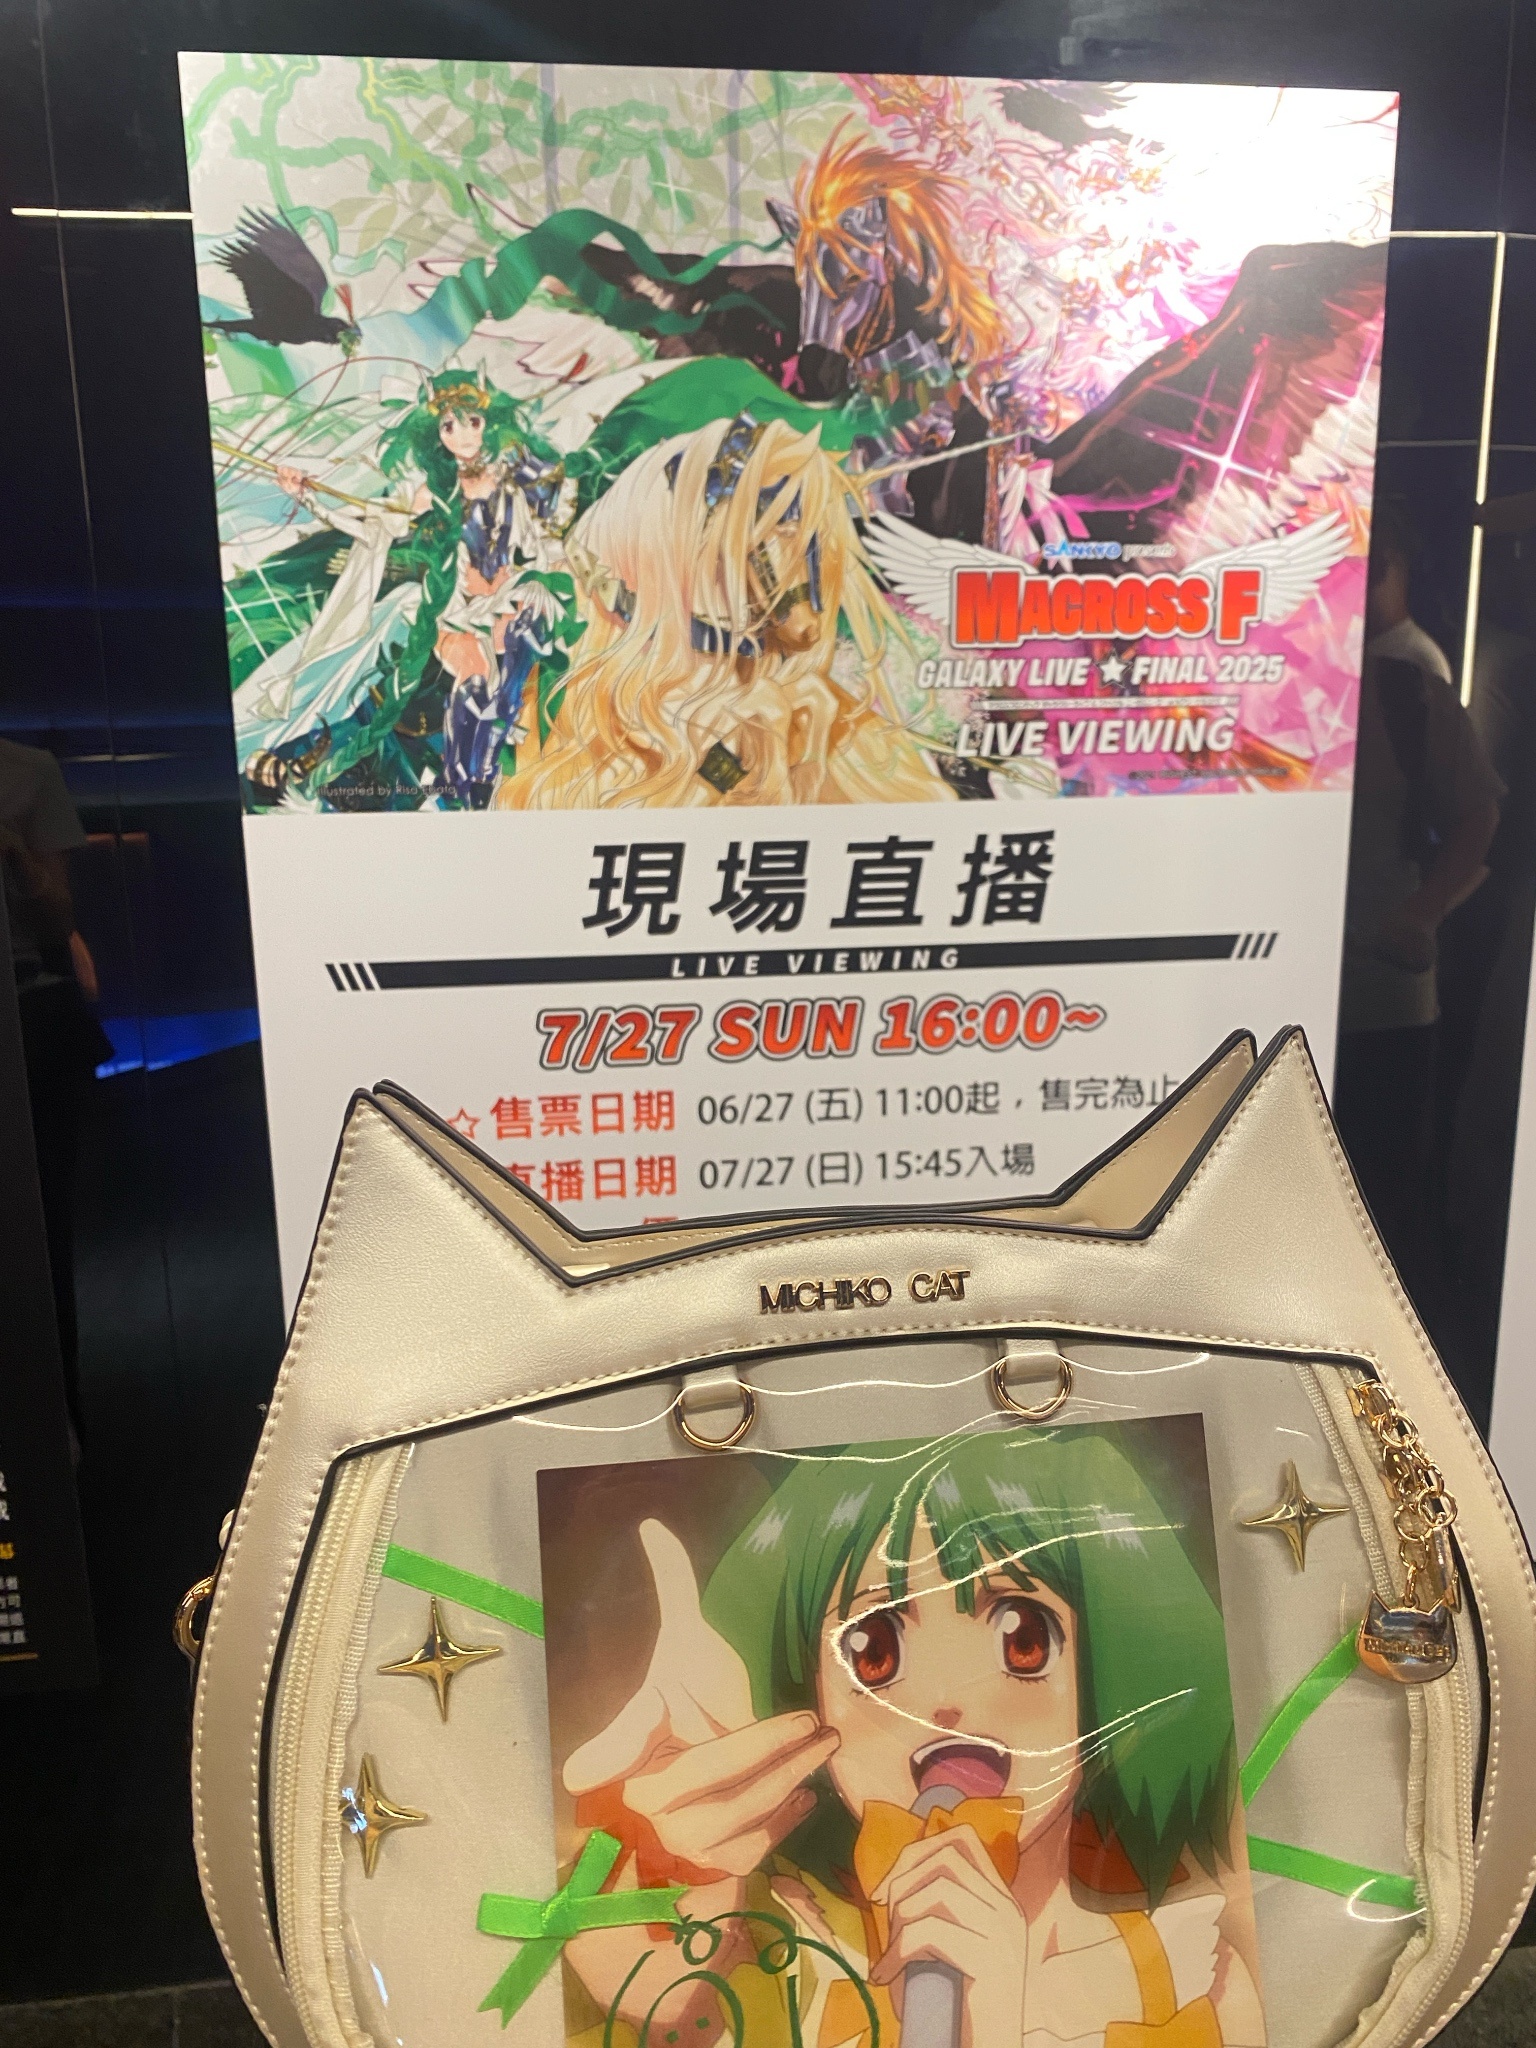 SANKYO presents
MACROSS F
GALAXY LIVE ★ FINAL 2025
LIVE VIEWING
Illustrated by Risa Ebata
現場直播
LIVE VIEWING
7/27 SUN 16:00~
☆售票日期 06/27 (五) 11:00起，售完為止
直播日期 07/27 (日) 15:45入場
價
MICHIKO CAT